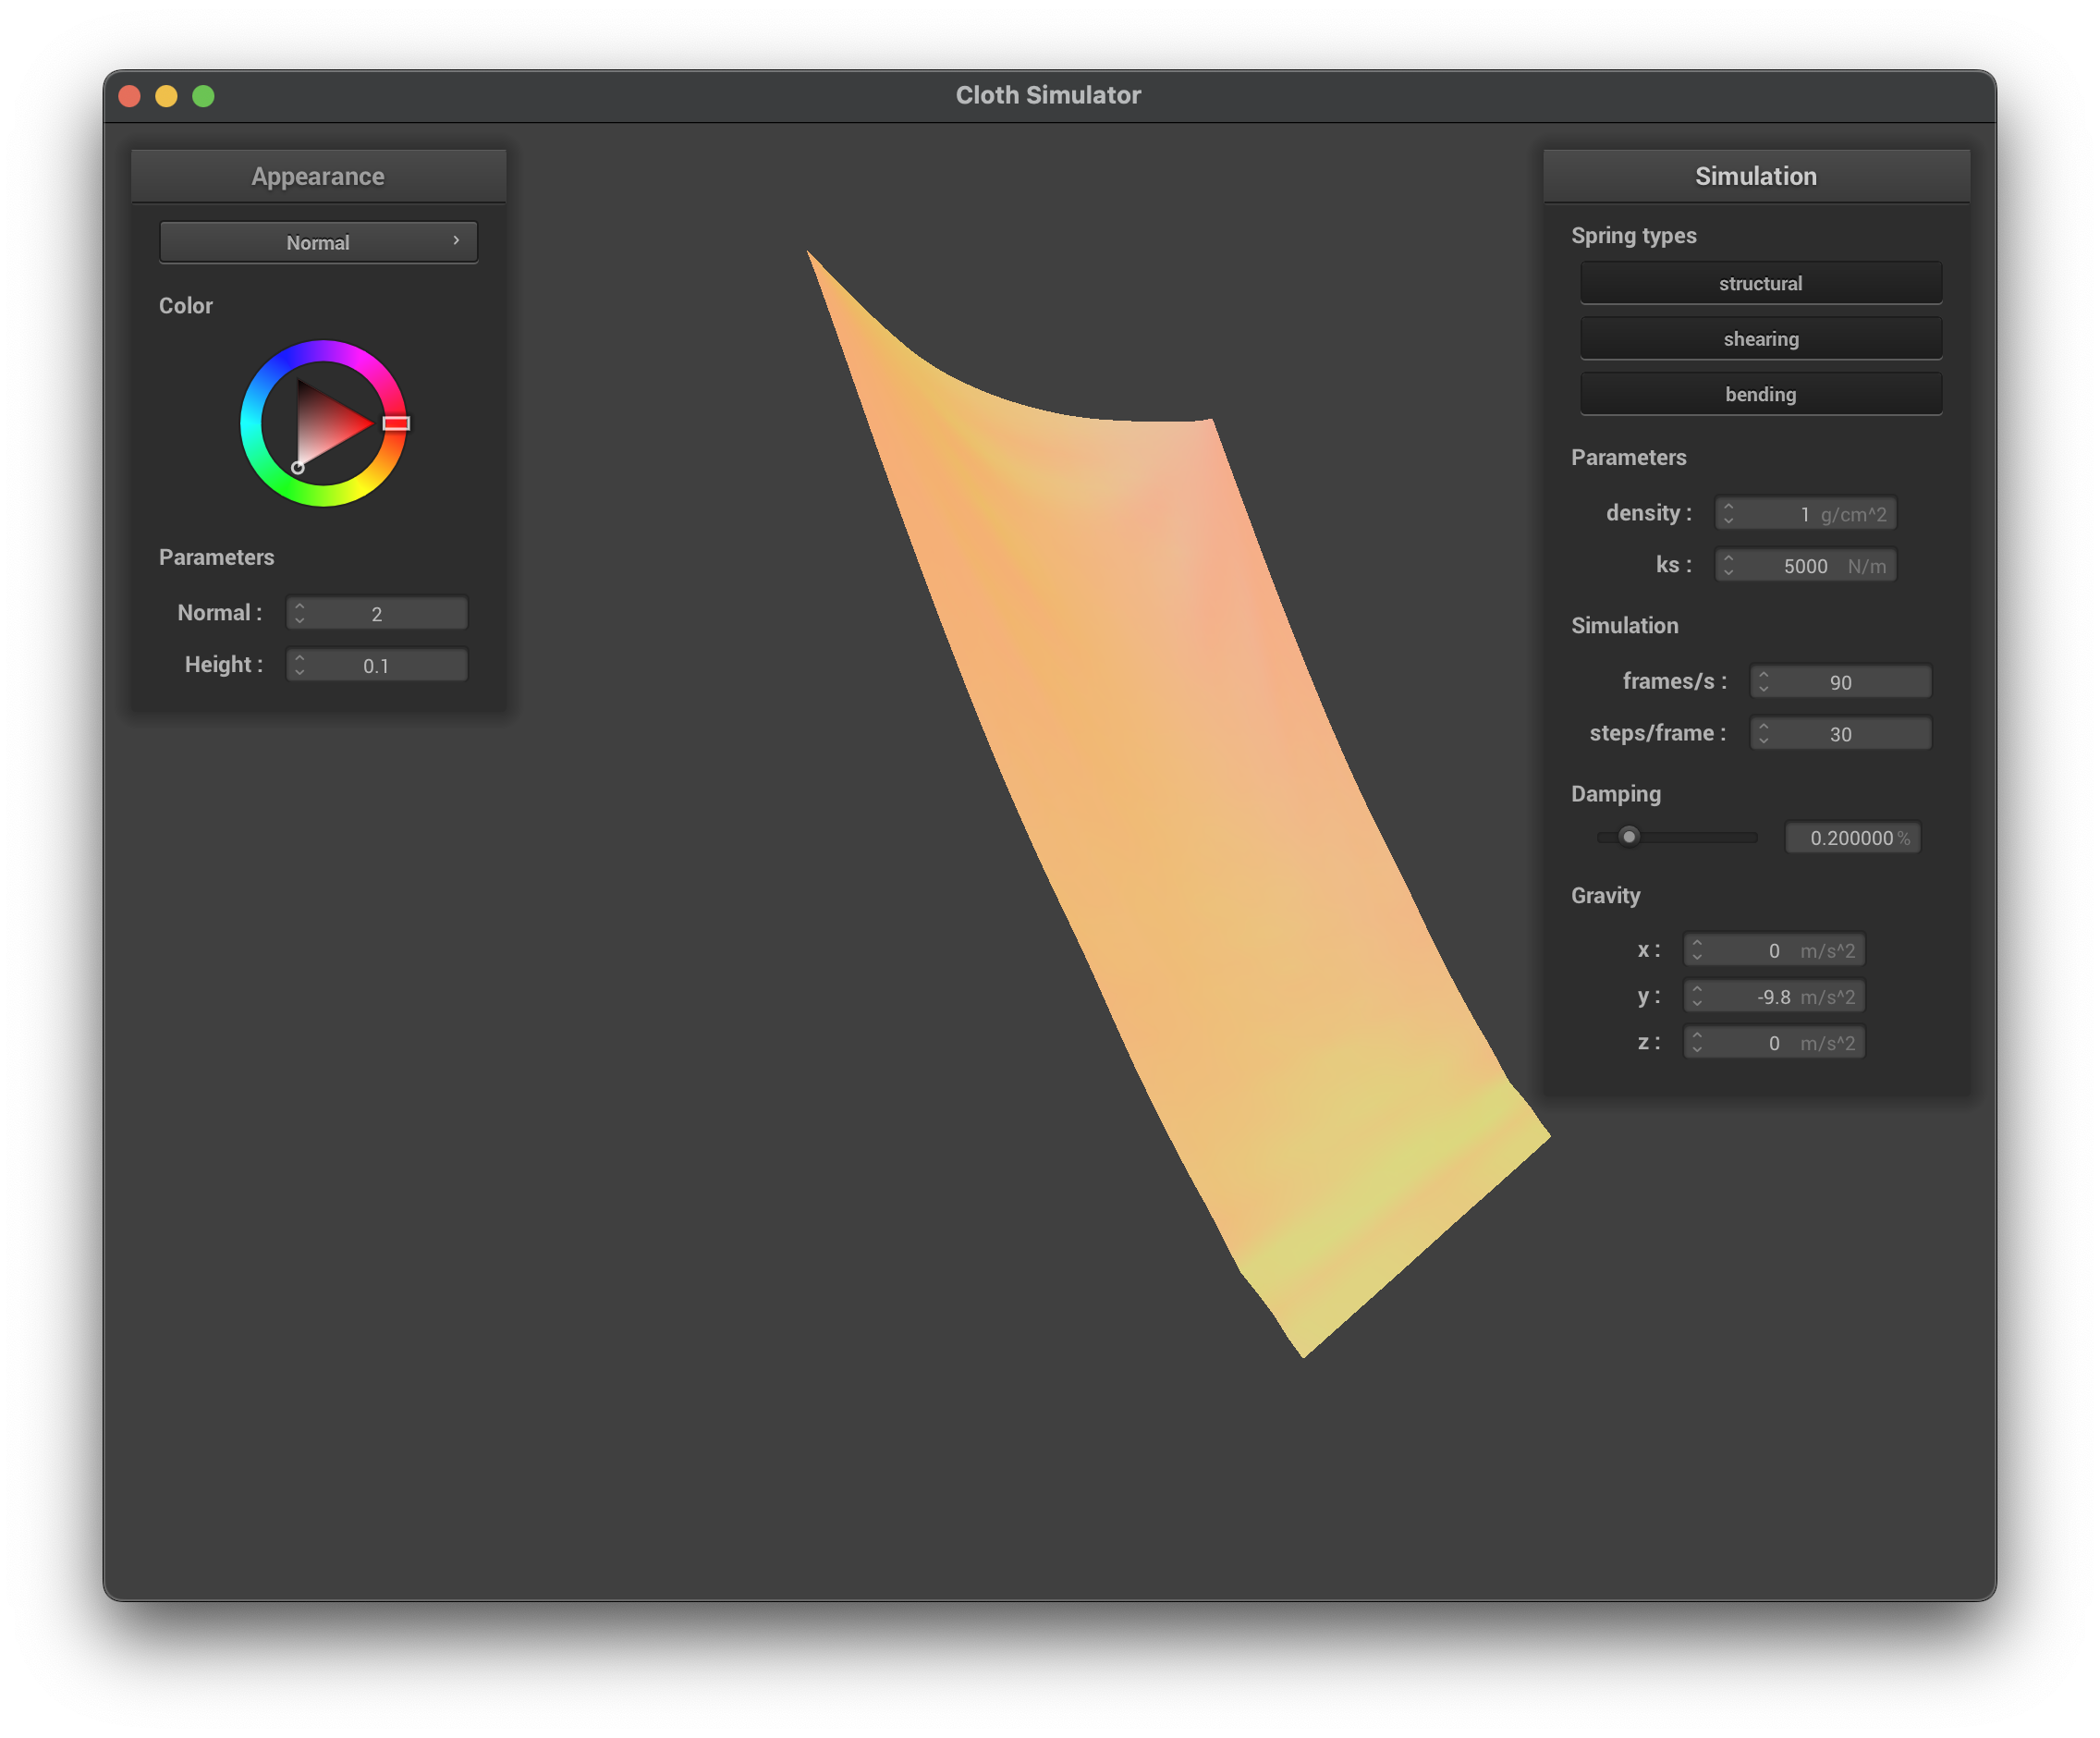 Cloth Simulator
Appearance
Normal
Color
Parameters
Normal : 2
Height : 0.1
Simulation
Spring types
structural
shearing
bending
Parameters
density : 1 g/cm^2
ks : 5000 N/m
Simulation
frames/s : 90
steps/frame : 30
Damping
0.200000 %
Gravity
x : 0 m/s^2
y : -9.8 m/s^2
z : 0 m/s^2